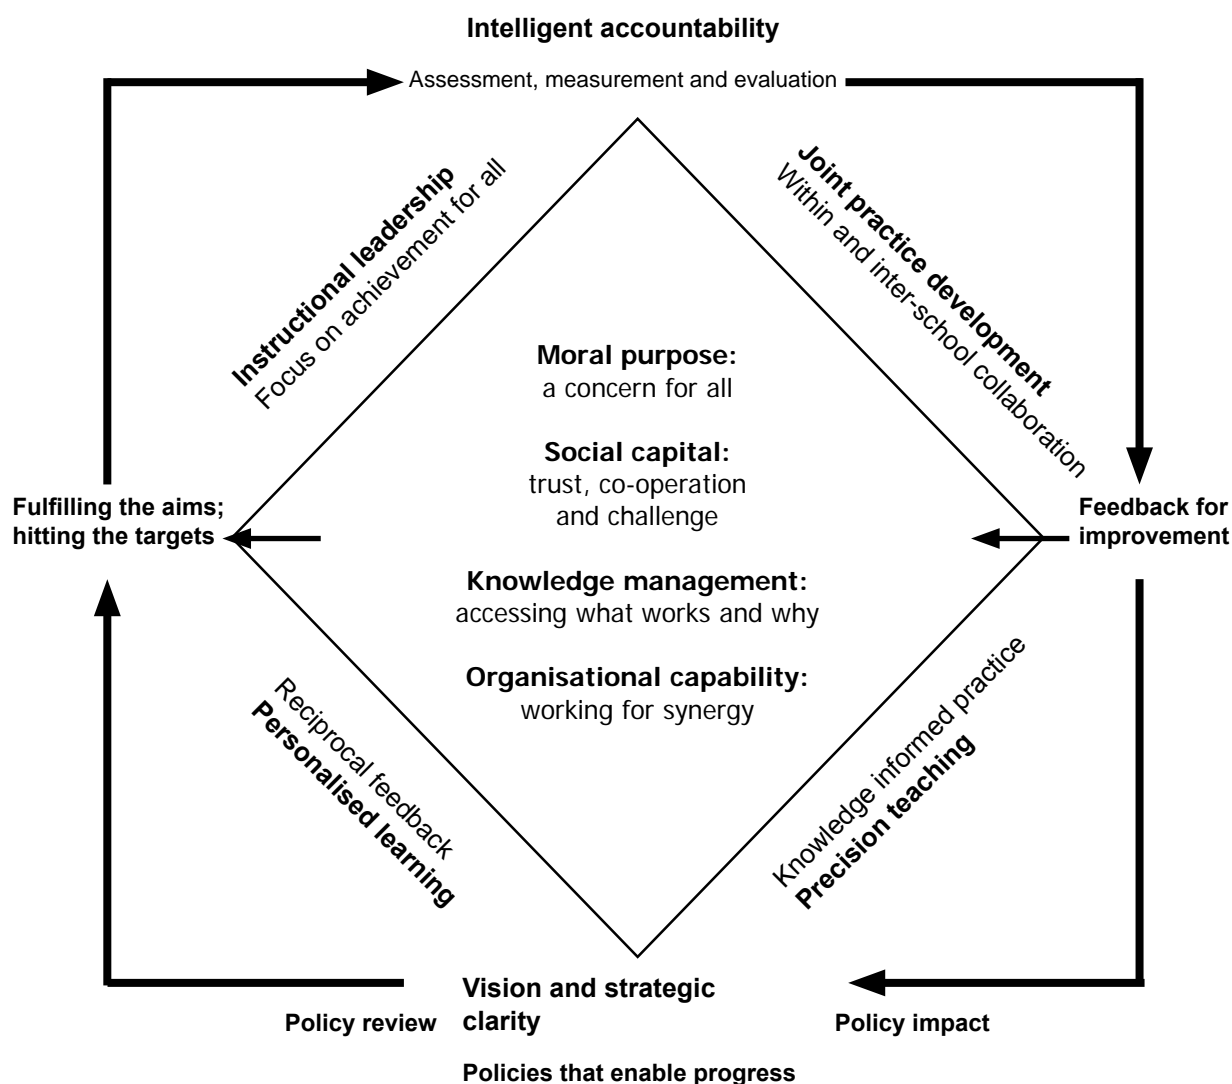 Intelligent accountability
Assessment, measurement and evaluation
Instructional leadership
Focus on achievement for all
Joint practice development
Within and inter-school collaboration
Moral purpose:
a concern for all
Social capital:
trust, co-operation
and challenge
Fulfilling the aims;
hitting the targets
Feedback for
improvement
Knowledge management:
accessing what works and why
Organisational capability:
working for synergy
Reciprocal feedback
Personalised learning
Knowledge informed practice
Precision teaching
Vision and strategic
clarity
Policy review
Policy impact
Policies that enable progress